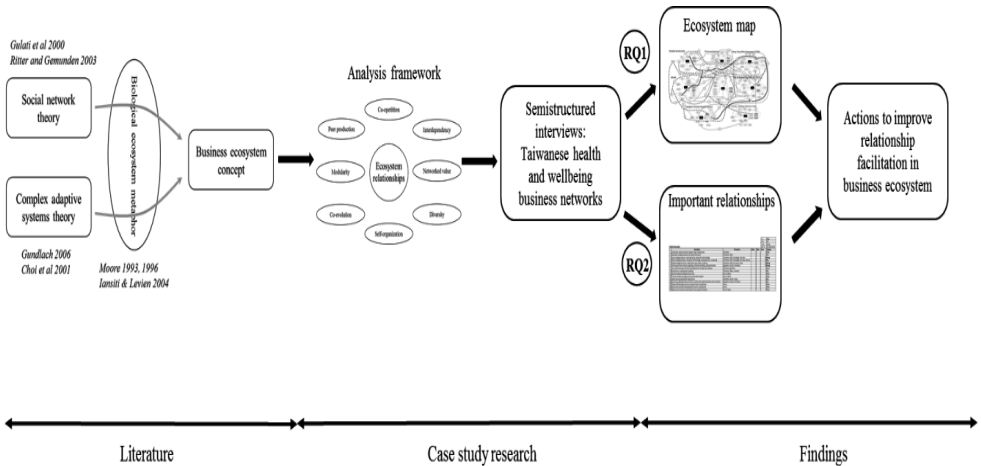 Gulati et al 2000
Ritter and Gemunden 2003
Social network
theory
Complex adaptive
systems theory
Gundlach 2006
Choi et al 2001
Biological ecosystem metaphor
Moore 1993, 1996
Iansiti & Levien 2004
Business ecosystem
concept
Analysis framework
Co-opetition
Peer production
Interdependency
Modularity
Ecosystem
relationships
Networked value
Co-evolution
Diversity
Self-organization
Semistructured
interviews:
Taiwanese health
and wellbeing
business networks
RQ1
Ecosystem map
RQ2
Important relationships
Actions to improve
relationship
facilitation in
business ecosystem
Literature
Case study research
Findings